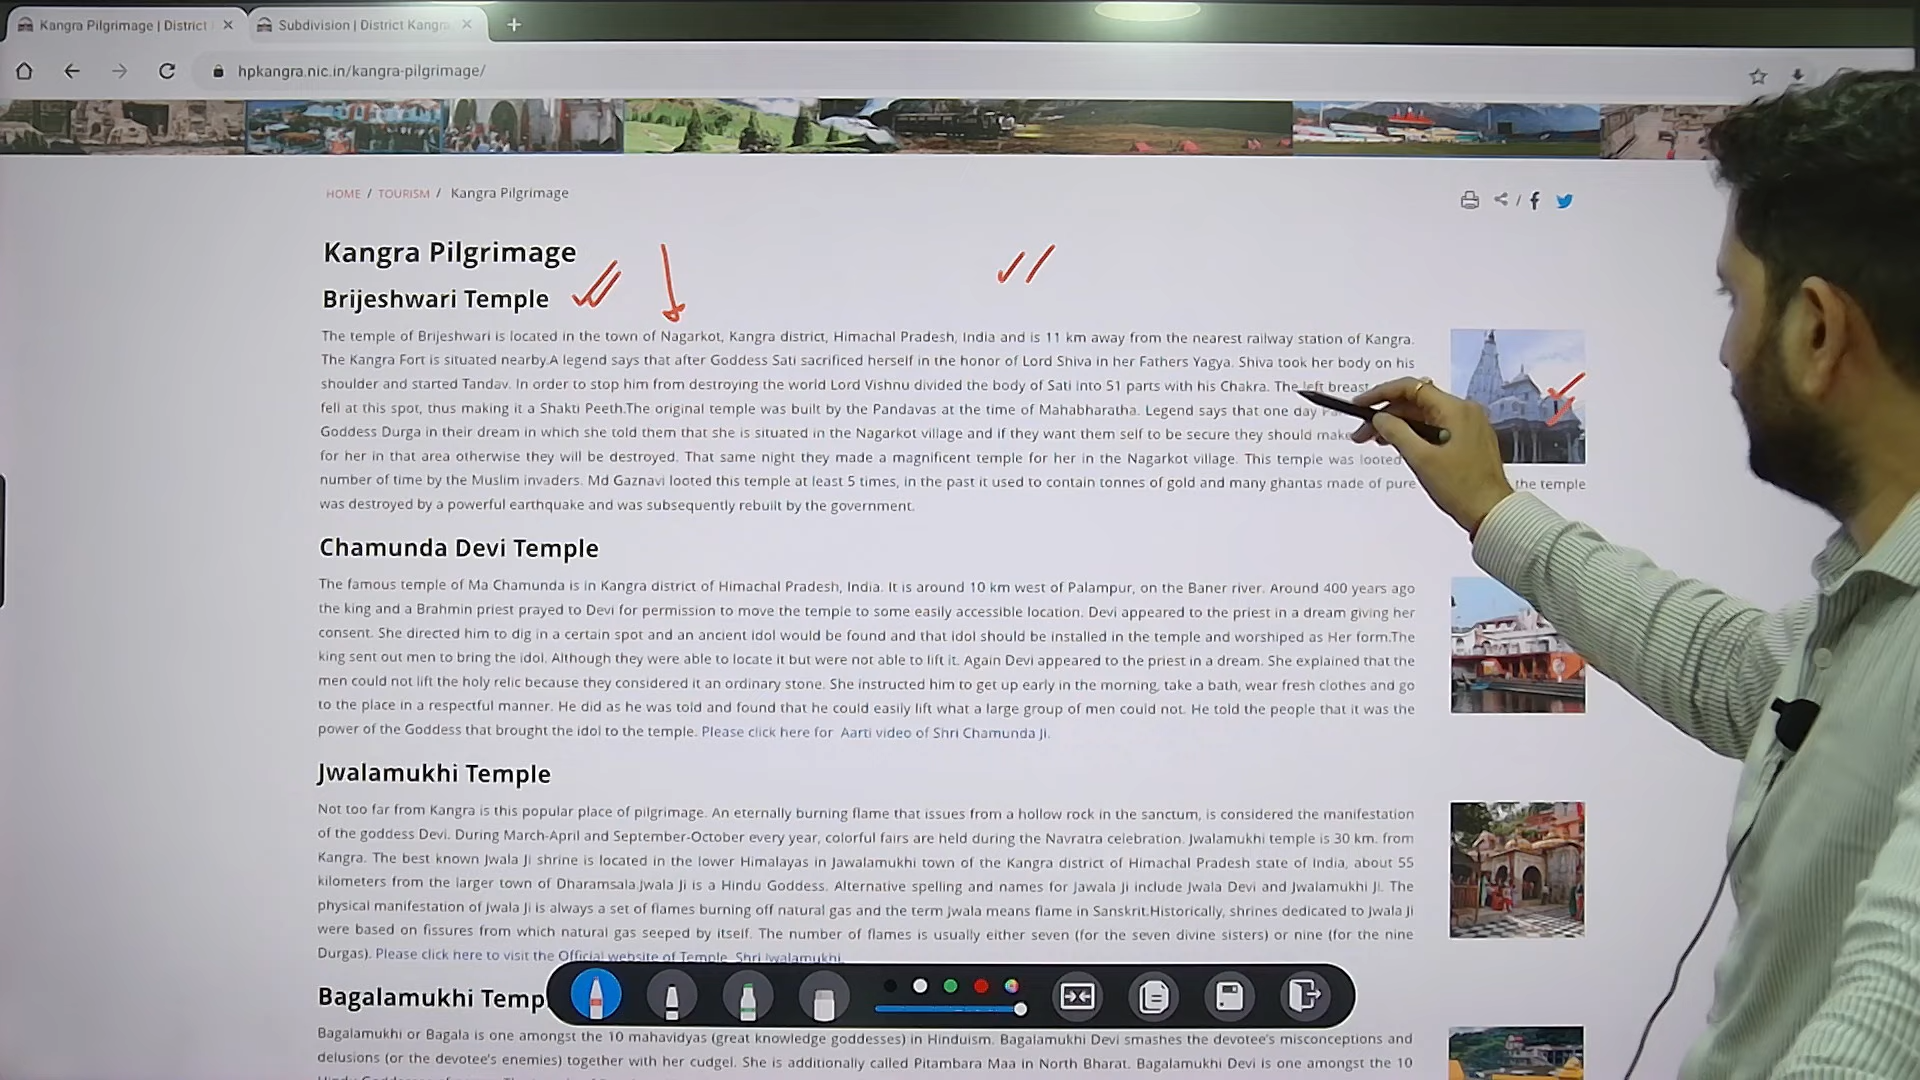 Kangra Pilgrimage | District
Subdivision | District Kangra
hpkangra.nic.in/kangra-pilgrimage/
HOME / TOURISM / Kangra Pilgrimage
Kangra Pilgrimage
Brijeshwari Temple
The temple of Brijeshwari is located in the town of Nagarkot, Kangra district, Himachal Pradesh, India and is 11 km away from the nearest railway station of Kangra.
The Kangra Fort is situated nearby.A legend says that after Goddess Sati sacrificed herself in the honor of Lord Shiva in her Fathers Yagya. Shiva took her body on his
shoulder and started Tandav. In order to stop him from destroying the world Lord Vishnu divided the body of Sati into 51 parts with his Chakra. The left breast
fell at this spot, thus making it a Shakti Peeth.The original temple was built by the Pandavas at the time of Mahabharatha. Legend says that one day
Goddess Durga in their dream in which she told them that she is situated in the Nagarkot village and if they want them self to be secure they should make
for her in that area otherwise they will be destroyed. That same night they made a magnificent temple for her in the Nagarkot village. This temple was looted
number of time by the Muslim invaders. Md Gaznavi looted this temple at least 5 times, in the past it used to contain tonnes of gold and many ghantas made of pure the temple
was destroyed by a powerful earthquake and was subsequently rebuilt by the government.
Chamunda Devi Temple
The famous temple of Ma Chamunda is in Kangra district of Himachal Pradesh, India. It is around 10 km west of Palampur, on the Baner river. Around 400 years ago
the king and a Brahmin priest prayed to Devi for permission to move the temple to some easily accessible location. Devi appeared to the priest in a dream giving her
consent. She directed him to dig in a certain spot and an ancient idol would be found and that idol should be installed in the temple and worshiped as Her form.The
king sent out men to bring the idol. Although they were able to locate it but were not able to lift it. Again Devi appeared to the priest in a dream. She explained that the
men could not lift the holy relic because they considered it an ordinary stone. She instructed him to get up early in the morning, take a bath, wear fresh clothes and go
to the place in a respectful manner. He did as he was told and found that he could easily lift what a large group of men could not. He told the people that it was the
power of the Goddess that brought the idol to the temple. Please click here for Aarti video of Shri Chamunda Ji.
Jwalamukhi Temple
Not too far from Kangra is this popular place of pilgrimage. An eternally burning flame that issues from a hollow rock in the sanctum, is considered the manifestation
of the goddess Devi. During March-April and September-October every year, colorful fairs are held during the Navratra celebration. Jwalamukhi temple is 30 km. from
Kangra. The best known Jwala Ji shrine is located in the lower Himalayas in Jawalamukhi town of the Kangra district of Himachal Pradesh state of India, about 55
kilometers from the larger town of Dharamsala.Jwala Ji is a Hindu Goddess. Alternative spelling and names for Jawala Ji include Jwala Devi and Jwalamukhi Ji. The
physical manifestation of Jwala Ji is always a set of flames burning off natural gas and the term Jwala means flame in Sanskrit.Historically, shrines dedicated to Jwala Ji
were based on fissures from which natural gas seeped by itself. The number of flames is usually either seven (for the seven divine sisters) or nine (for the nine
Durgas). Please click here to visit the Official website of Temple, Shri Jwalamukhi.
Bagalamukhi Temp
Bagalamukhi or Bagala is one amongst the 10 mahavidyas (great knowledge goddesses) in Hinduism. Bagalamukhi Devi smashes the devotee's misconceptions and
delusions (or the devotee's enemies) together with her cudgel. She is additionally called Pitambara Maa in North Bharat. Bagalamukhi Devi is one amongst the 10